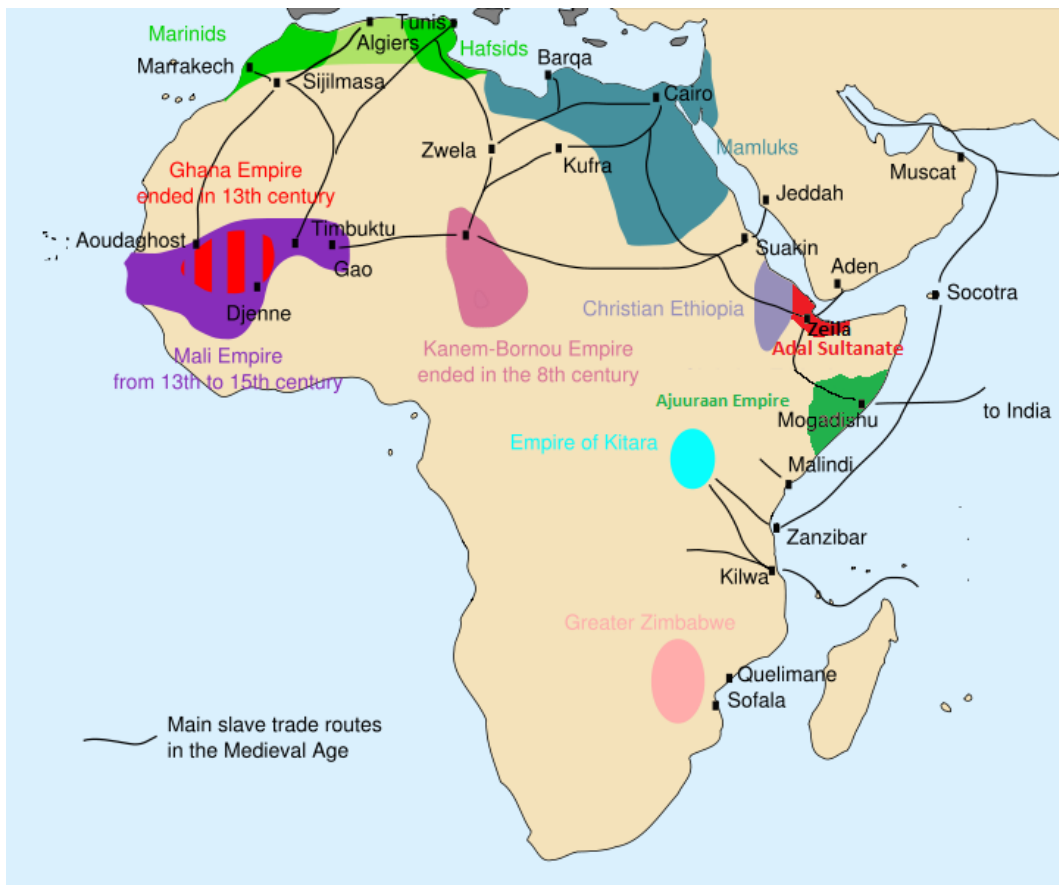 Marinids
Tunis
Algiers
Hafsids
Marrakech
Sijilmasa
Barqa
Cairo
Zwela
Kufra
Mamluks
Muscat
Ghana Empire
ended in 13th century
Jeddah
Aoudaghost
Timbuktu
Gao
Suakin
Aden
Socotra
Djenne
Christian Ethiopia
Zeila
Adal Sultanate
Mali Empire
from 13th to 15th century
Kanem-Bornou Empire
ended in the 8th century
Ajuuraan Empire
Mogadishu
to India
Empire of Kitara
Malindi
Zanzibar
Kilwa
Greater Zimbabwe
Quelimane
Sofala
Main slave trade routes
in the Medieval Age